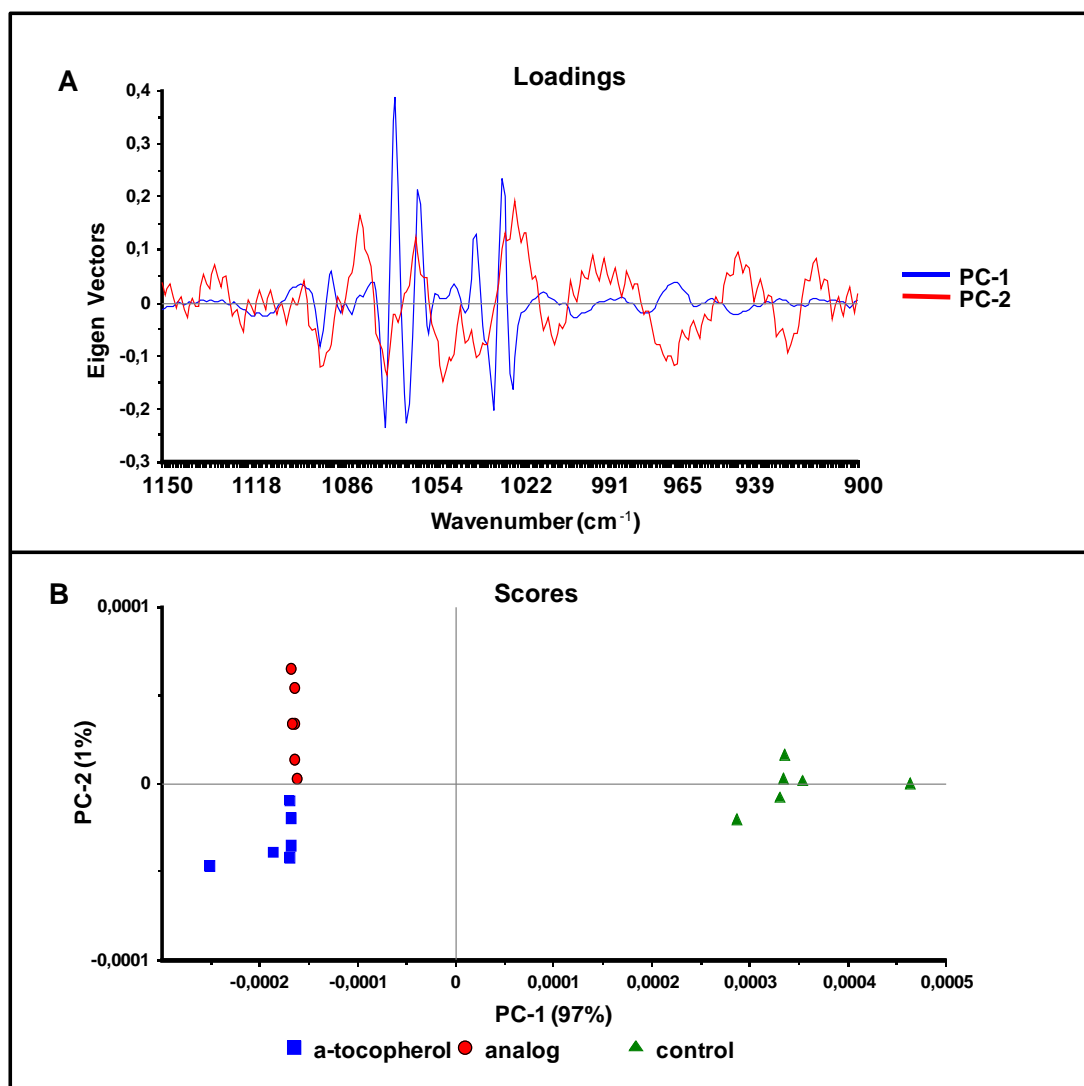 A
Loadings
0,4
0,3
0,2
0,1
0
-0,1
-0,2
-0,3
Eigen Vectors
1150 1118 1086 1054 1022 991 965 939 900
Wavenumber (cm⁻¹)
PC-1
PC-2
B
Scores
0,0001
0
-0,0001
PC-2 (1%)
-0,0002 -0,0001 0 0,0001 0,0002 0,0003 0,0004 0,0005
PC-1 (97%)
a-tocopherol analog control